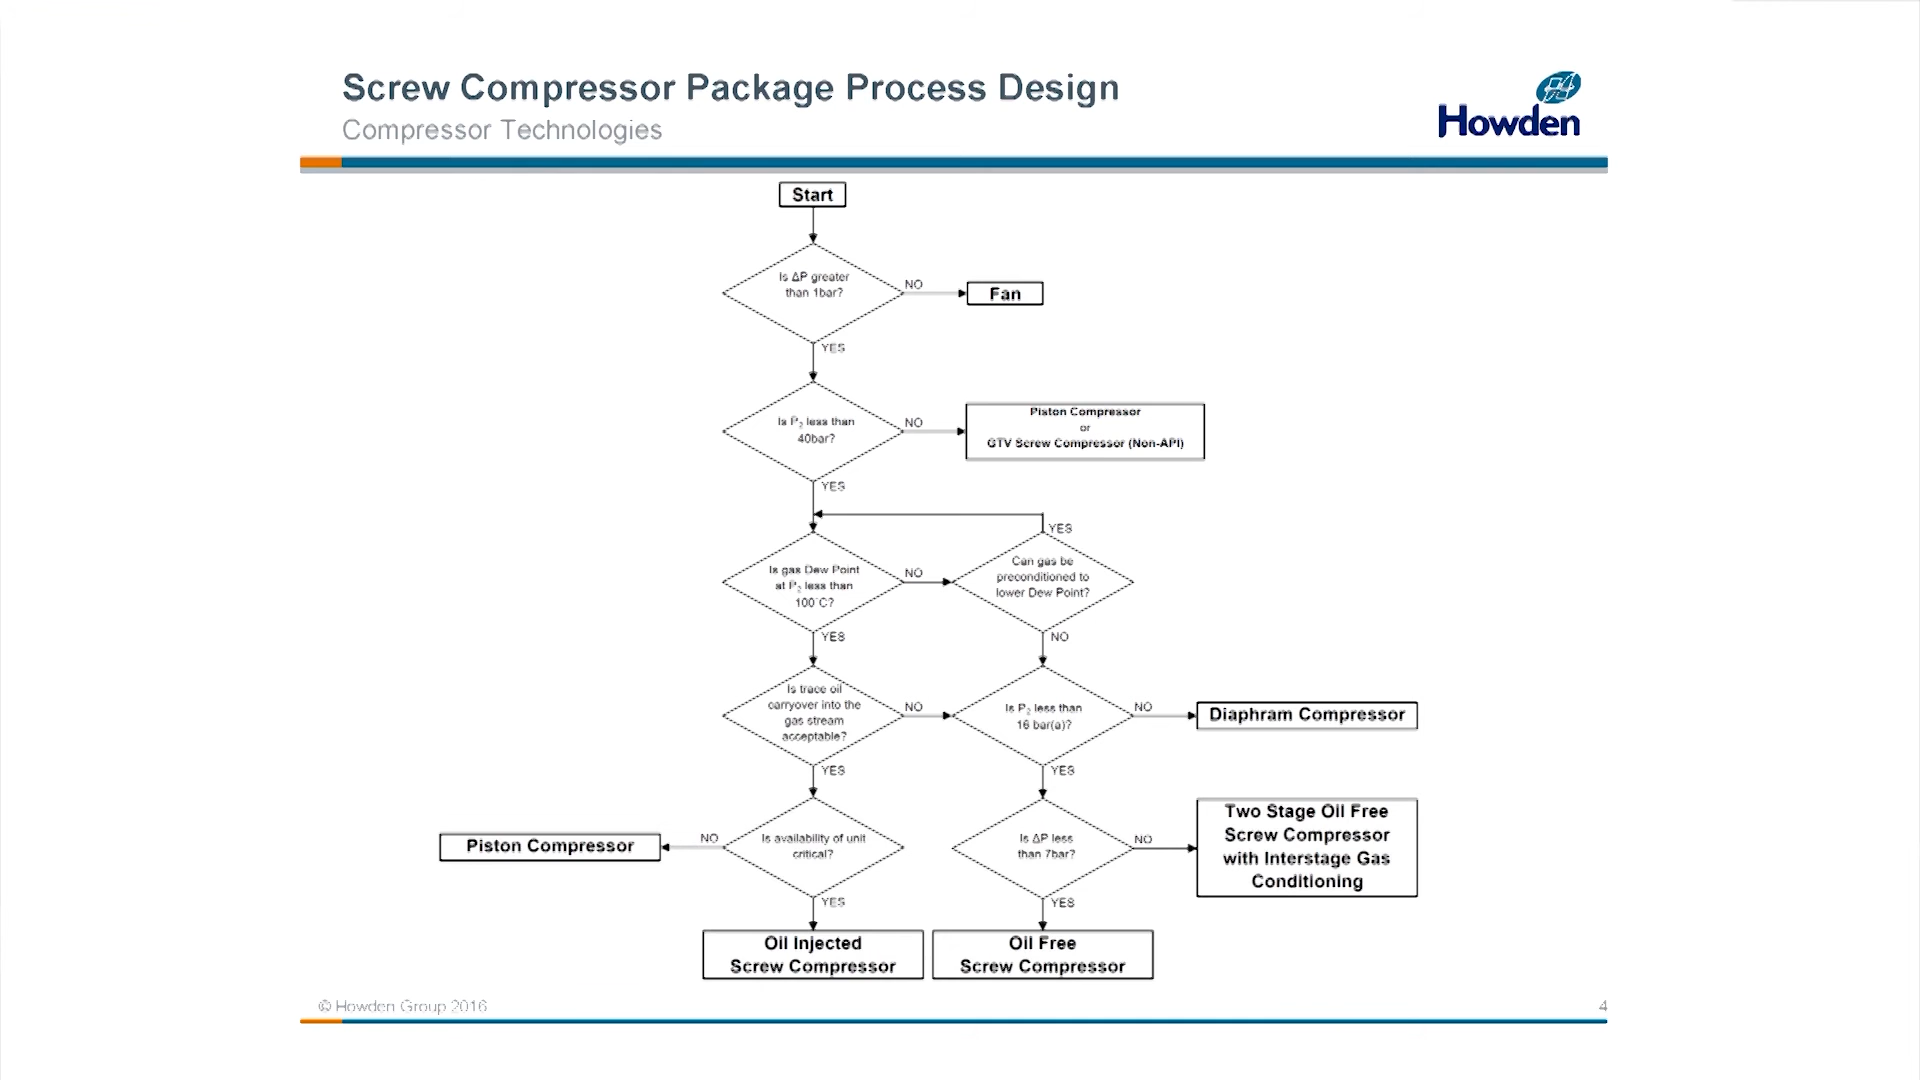 Screw Compressor Package Process Design
Compressor Technologies
Howden
Start
Is ΔP greater
than 1bar?
NO
Fan
YES
Is P₂ less than
40bar?
NO
Piston Compressor
or
GTV Screw Compressor (Non-API)
YES
YES
Is gas Dew Point
at P₂ less than
100°C?
NO
Can gas be
preconditioned to
lower Dew Point?
YES
NO
Is trace oil
carryover into the
gas stream
acceptable?
NO
Is P₂ less than
16 bar(a)?
NO
Diaphram Compressor
YES
YES
Piston Compressor
NO
Is availability of unit
critical?
Is ΔP less
than 7bar?
NO
Two Stage Oil Free
Screw Compressor
with Interstage Gas
Conditioning
YES
YES
Oil Injected
Screw Compressor
Oil Free
Screw Compressor
© Howden Group 2016
4